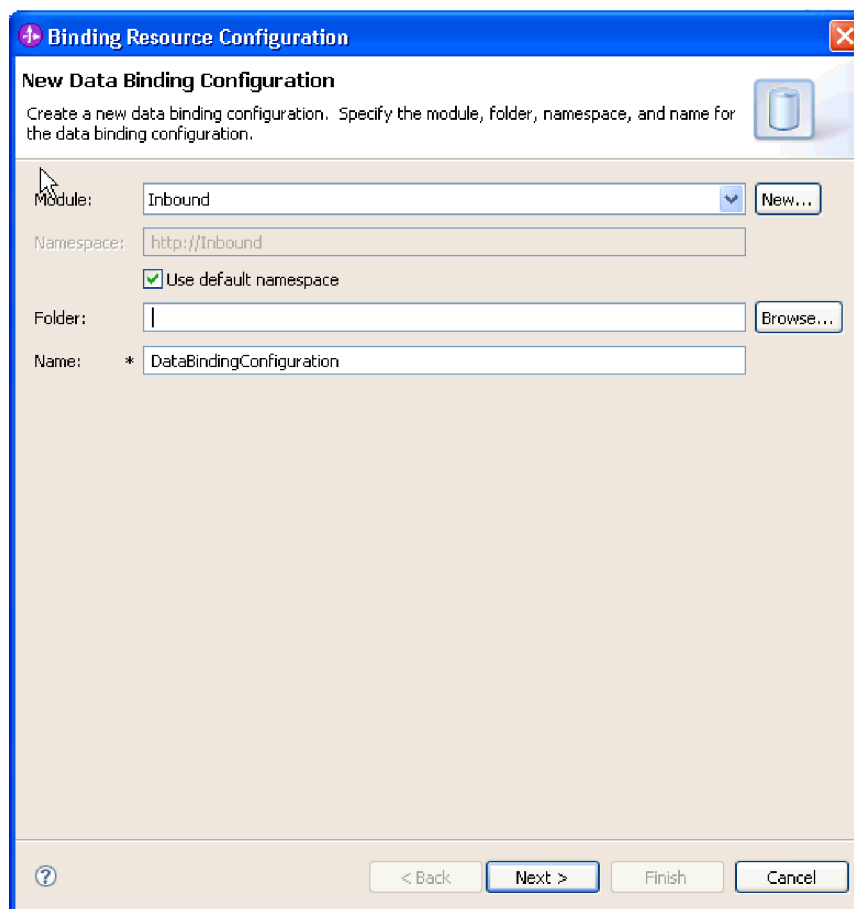 Binding Resource Configuration
New Data Binding Configuration
Create a new data binding configuration. Specify the module, folder, namespace, and name for
the data binding configuration.
Module: Inbound New...
Namespace: http://Inbound
Use default namespace
Folder: Browse...
Name: * DataBindingConfiguration
? < Back Next > Finish Cancel